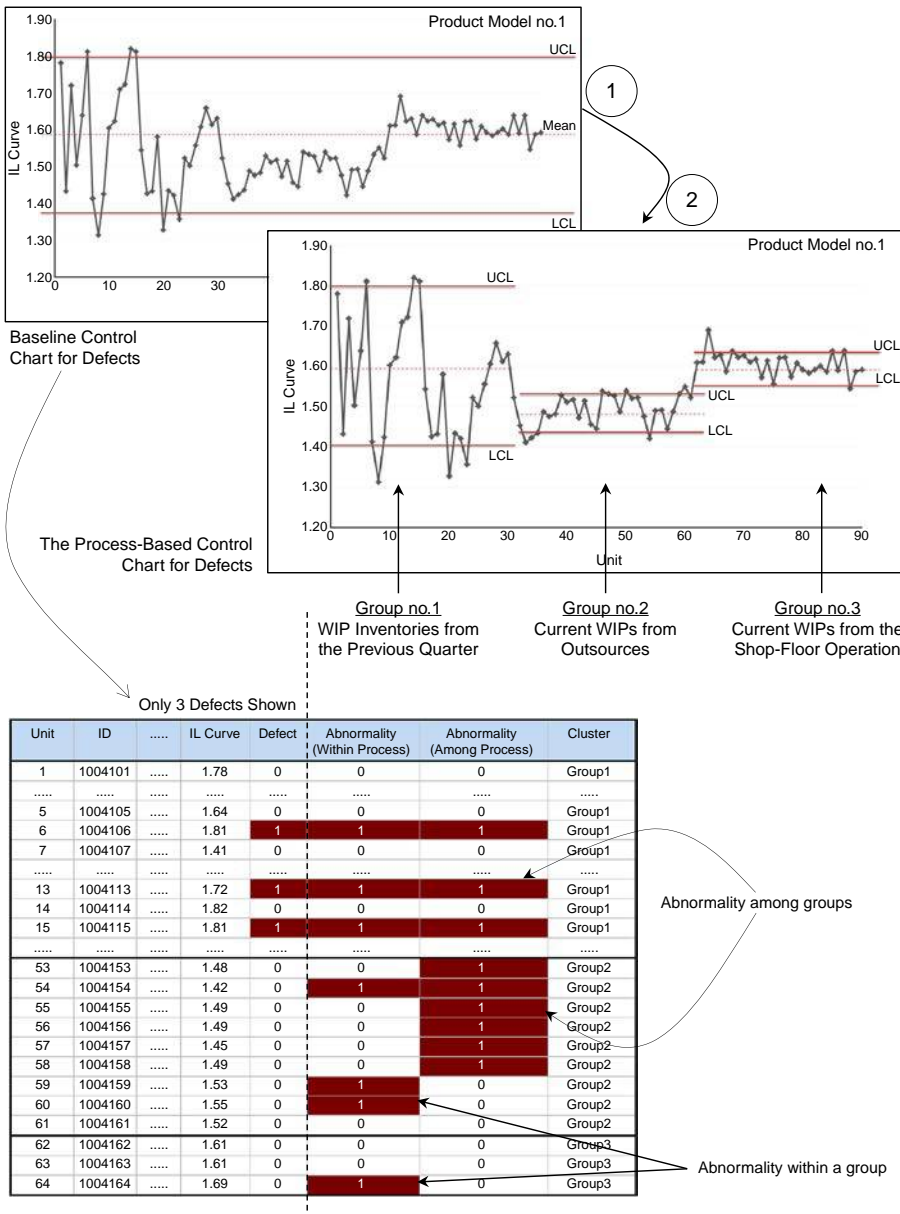 Product Model no.1
1.90
1.80
1.70
1.60
1.50
1.40
1.30
1.20
IL Curve
UCL
Mean
LCL
0 10 20 30
1
2
Product Model no.1
1.90
1.80
1.70
1.60
1.50
1.40
1.30
1.20
IL Curve
UCL
LCL
UCL
LCL
UCL
LCL
0 10 20 30 40 50 60 70 80 90
Unit
Baseline Control
Chart for Defects
The Process-Based Control
Chart for Defects
Group no.1
WIP Inventories from
the Previous Quarter
Group no.2
Current WIPs from
Outsources
Group no.3
Current WIPs from the
Shop-Floor Operation
Only 3 Defects Shown
Unit ID ..... IL Curve Defect Abnormality (Within Process) Abnormality (Among Process) Cluster
1 1004101 ..... 1.78 0 0 0 Group1
..... ..... ..... ..... ..... ..... ..... .....
5 1004105 ..... 1.64 0 0 0 Group1
6 1004106 ..... 1.81 1 1 1 Group1
7 1004107 ..... 1.41 0 0 0 Group1
..... ..... ..... ..... ..... ..... ..... .....
13 1004113 ..... 1.72 1 1 1 Group1
14 1004114 ..... 1.82 0 0 0 Group1
15 1004115 ..... 1.81 1 1 1 Group1
..... ..... ..... ..... ..... ..... ..... .....
53 1004153 ..... 1.48 0 0 1 Group2
54 1004154 ..... 1.42 0 1 1 Group2
55 1004155 ..... 1.49 0 0 1 Group2
56 1004156 ..... 1.49 0 0 1 Group2
57 1004157 ..... 1.45 0 0 1 Group2
58 1004158 ..... 1.49 0 0 1 Group2
59 1004159 ..... 1.53 0 1 0 Group2
60 1004160 ..... 1.55 0 1 0 Group2
61 1004161 ..... 1.52 0 0 0 Group2
62 1004162 ..... 1.61 0 0 0 Group3
63 1004163 ..... 1.61 0 0 0 Group3
64 1004164 ..... 1.69 0 1 0 Group3
Abnormality among groups
Abnormality within a group